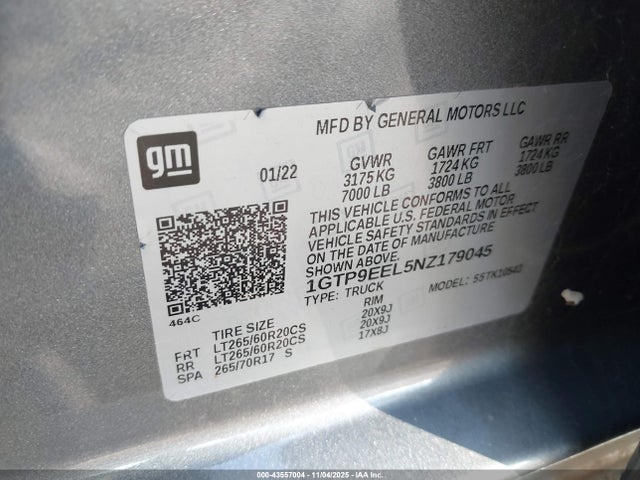 MFD BY GENERAL MOTORS LLC
gm
01/22
GVWR GAWR FRT GAWR RR
3175 KG 1724 KG 1724 KG
7000 LB 3800 LB 3800 LB
THIS VEHICLE CONFORMS TO ALL
APPLICABLE U.S. FEDERAL MOTOR
VEHICLE SAFETY STANDARDS IN EFFECT
ON THE DATE OF MANUFACTURE
SHOWN ABOVE.
1GTP9EEL5NZ179045
TYPE: TRUCK MODEL: 5STK10543
464C
TIRE SIZE RIM
FRT LT265/60R20CS 20X9J
RR LT265/60R20CS 20X9J
SPA 265/70R17 S 17X8J
000-43557004 - 11/04/2025 - IAA Inc.